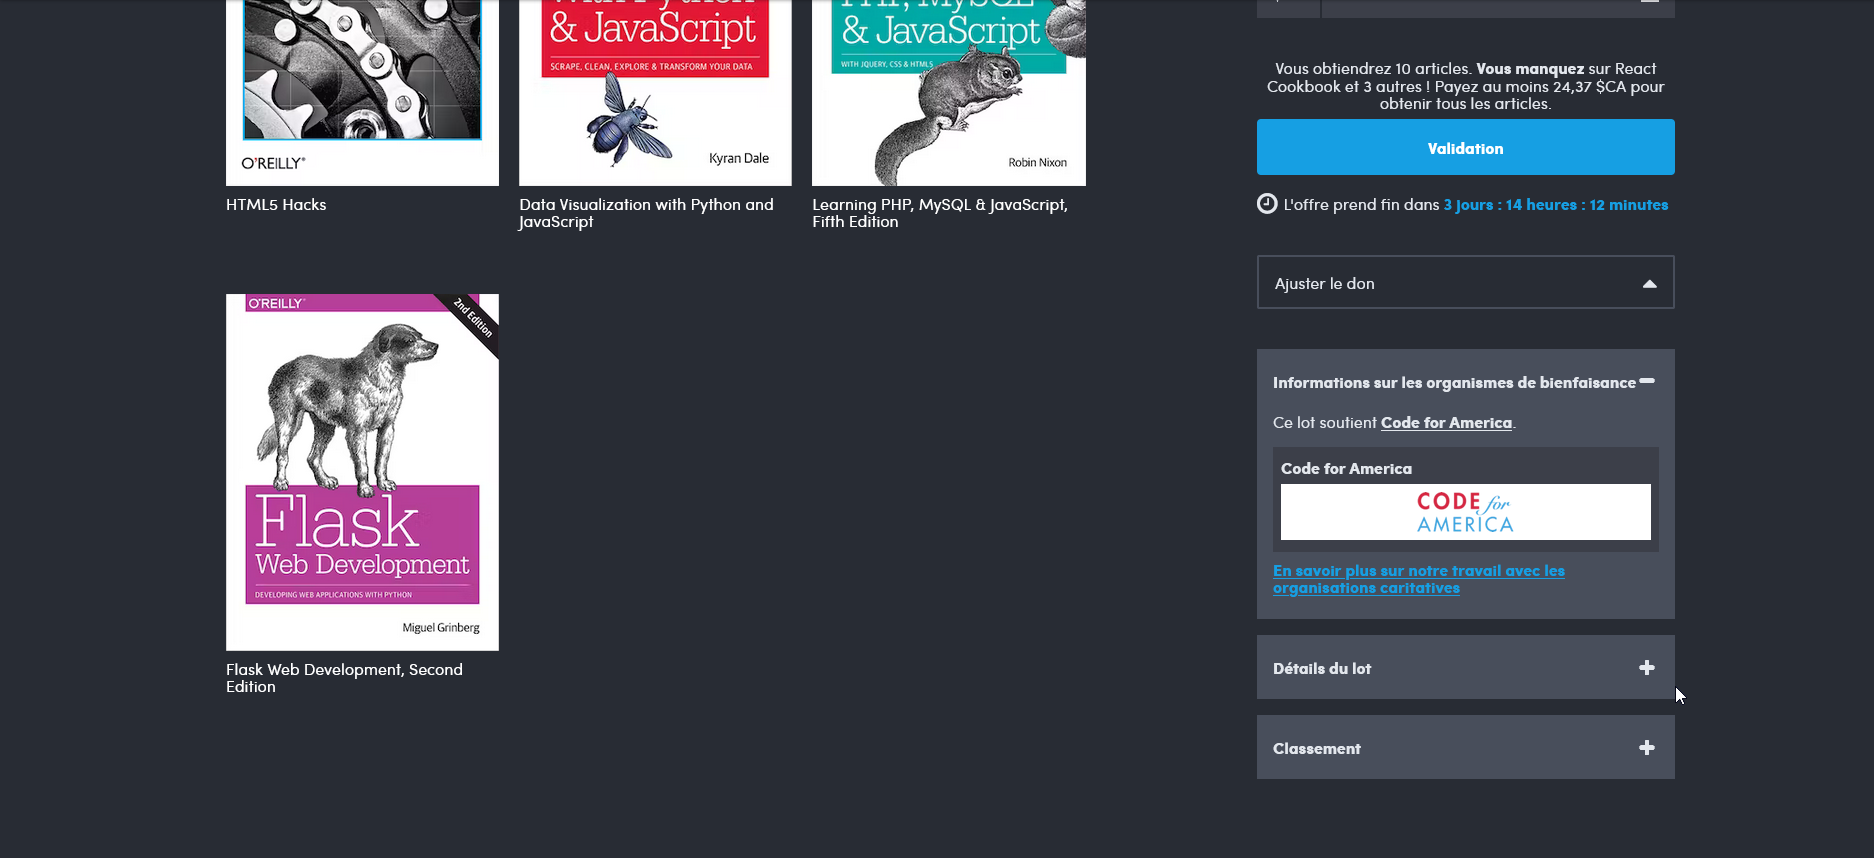 with Python
& JavaScript
SCRAPE, CLEAN, EXPLORE & TRANSFORM YOUR DATA
Kyran Dale
PHP, MySQL
& JavaScript
WITH JQUERY, CSS & HTML5
Robin Nixon
O'REILLY®
HTML5 Hacks
Data Visualization with Python and
JavaScript
Learning PHP, MySQL & JavaScript,
Fifth Edition
O'REILLY®
2nd Edition
Flask
Web Development
DEVELOPING WEB APPLICATIONS WITH PYTHON
Miguel Grinberg
Flask Web Development, Second
Edition
Vous obtiendrez 10 articles. Vous manquez sur React
Cookbook et 3 autres ! Payez au moins 24,37 $CA pour
obtenir tous les articles.
Validation
L'offre prend fin dans 3 jours : 14 heures : 12 minutes
Ajuster le don
Informations sur les organismes de bienfaisance
Ce lot soutient Code for America.
Code for America
CODE for
AMERICA
En savoir plus sur notre travail avec les
organisations caritatives
Détails du lot
Classement